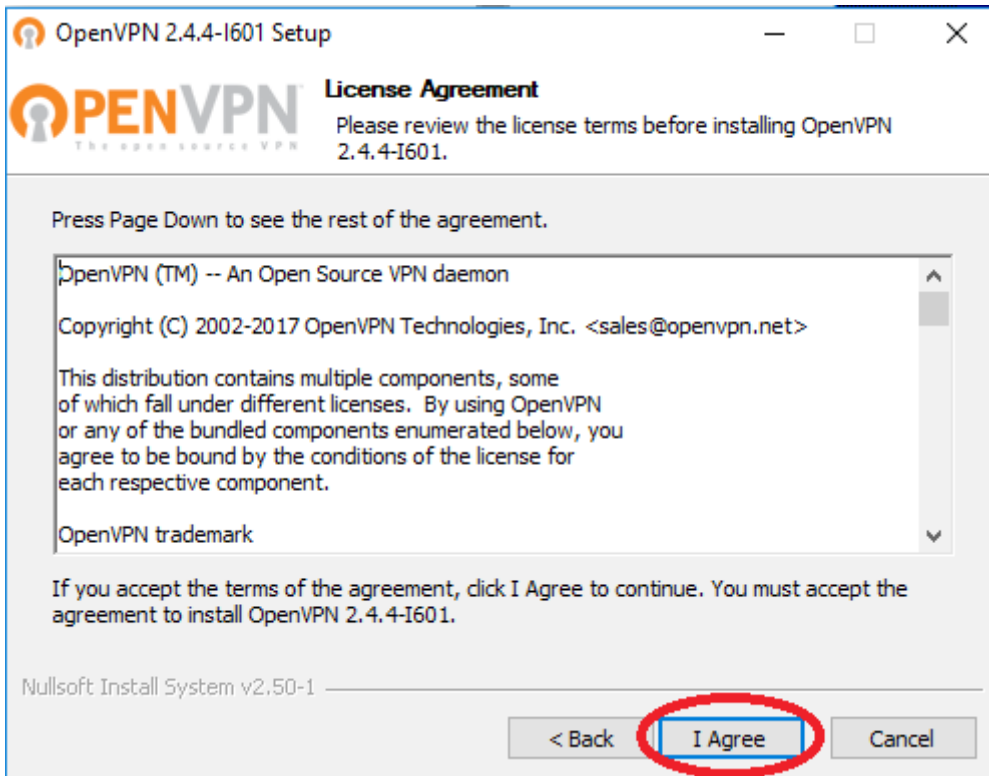 OpenVPN 2.4.4-I601 Setup
OPENVPN
The open source VPN
License Agreement
Please review the license terms before installing OpenVPN
2.4.4-I601.
Press Page Down to see the rest of the agreement.
OpenVPN (TM) -- An Open Source VPN daemon
Copyright (C) 2002-2017 OpenVPN Technologies, Inc. <sales@openvpn.net>
This distribution contains multiple components, some
of which fall under different licenses.  By using OpenVPN
or any of the bundled components enumerated below, you
agree to be bound by the conditions of the license for
each respective component.
OpenVPN trademark
If you accept the terms of the agreement, click I Agree to continue. You must accept the
agreement to install OpenVPN 2.4.4-I601.
Nullsoft Install System v2.50-1
< Back
I Agree
Cancel